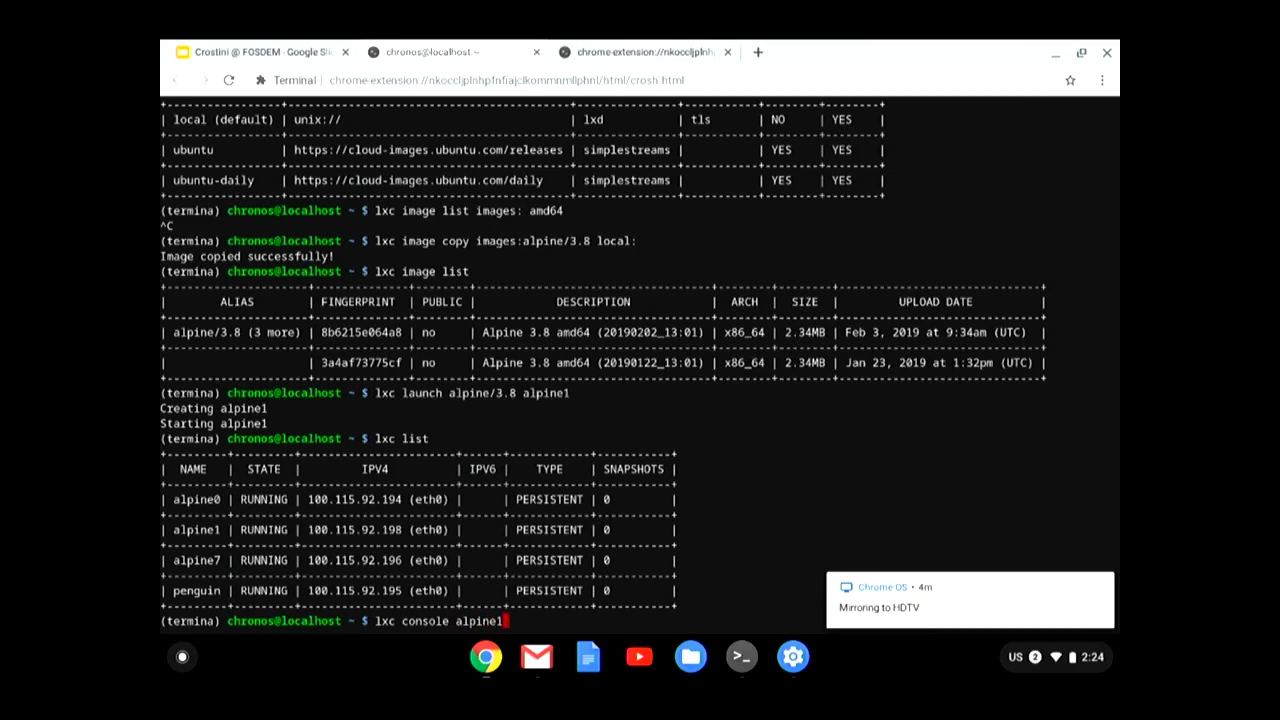 Crostini @ FOSDEM - Google Sli
chronos@localhost:~
chrome-extension://nkoccljplnhp
Terminal | chrome-extension://nkoccljplnhpfnfiajclkommnmllphnl/html/crosh.html
+---------------+------------------------------------------+---------------+----------+--------+--------+
| local (default) | unix:// | lxd | tls | NO | YES |
| ubuntu | https://cloud-images.ubuntu.com/releases | simplestreams | | YES | YES |
| ubuntu-daily | https://cloud-images.ubuntu.com/daily | simplestreams | | YES | YES |
(termina) chronos@localhost ~ $ lxc image list images: amd64
^C
(termina) chronos@localhost ~ $ lxc image copy images:alpine/3.8 local:
Image copied successfully!
(termina) chronos@localhost ~ $ lxc image list
| ALIAS | FINGERPRINT | PUBLIC | DESCRIPTION | ARCH | SIZE | UPLOAD DATE |
| alpine/3.8 (3 more) | 8b6215e064a8 | no | Alpine 3.8 amd64 (20190202_13:01) | x86_64 | 2.34MB | Feb 3, 2019 at 9:34am (UTC) |
| | 3a4af73775cf | no | Alpine 3.8 amd64 (20190122_13:01) | x86_64 | 2.34MB | Jan 23, 2019 at 1:32pm (UTC) |
(termina) chronos@localhost ~ $ lxc launch alpine/3.8 alpine1
Creating alpine1
Starting alpine1
(termina) chronos@localhost ~ $ lxc list
| NAME | STATE | IPV4 | IPV6 | TYPE | SNAPSHOTS |
| alpine0 | RUNNING | 100.115.92.194 (eth0) | | PERSISTENT | 0 |
| alpine1 | RUNNING | 100.115.92.198 (eth0) | | PERSISTENT | 0 |
| alpine7 | RUNNING | 100.115.92.196 (eth0) | | PERSISTENT | 0 |
| penguin | RUNNING | 100.115.92.195 (eth0) | | PERSISTENT | 0 |
(termina) chronos@localhost ~ $ lxc console alpine1
Chrome OS • 4m
Mirroring to HDTV
US 2 2:24